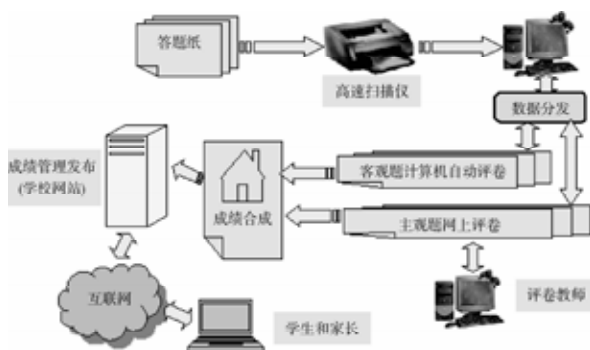 答题纸
高速扫描仪
数据分发
成绩管理发布
(学校网站)
客观题计算机自动评卷
成绩合成
主观题网上评卷
互联网
评卷教师
学生和家长